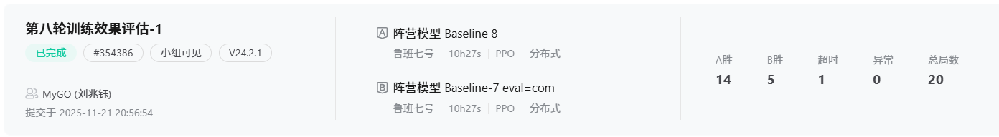 第八轮训练效果评估-1
已完成 #354386 小组可见 V24.2.1
MyGO (刘兆钰)
提交于 2025-11-21 20:56:54
A 阵营模型 Baseline 8
鲁班七号 10h27s PPO 分布式
B 阵营模型 Baseline-7 eval=com
鲁班七号 10h27s PPO 分布式
A胜 B胜 超时 异常 总局数
14 5 1 0 20